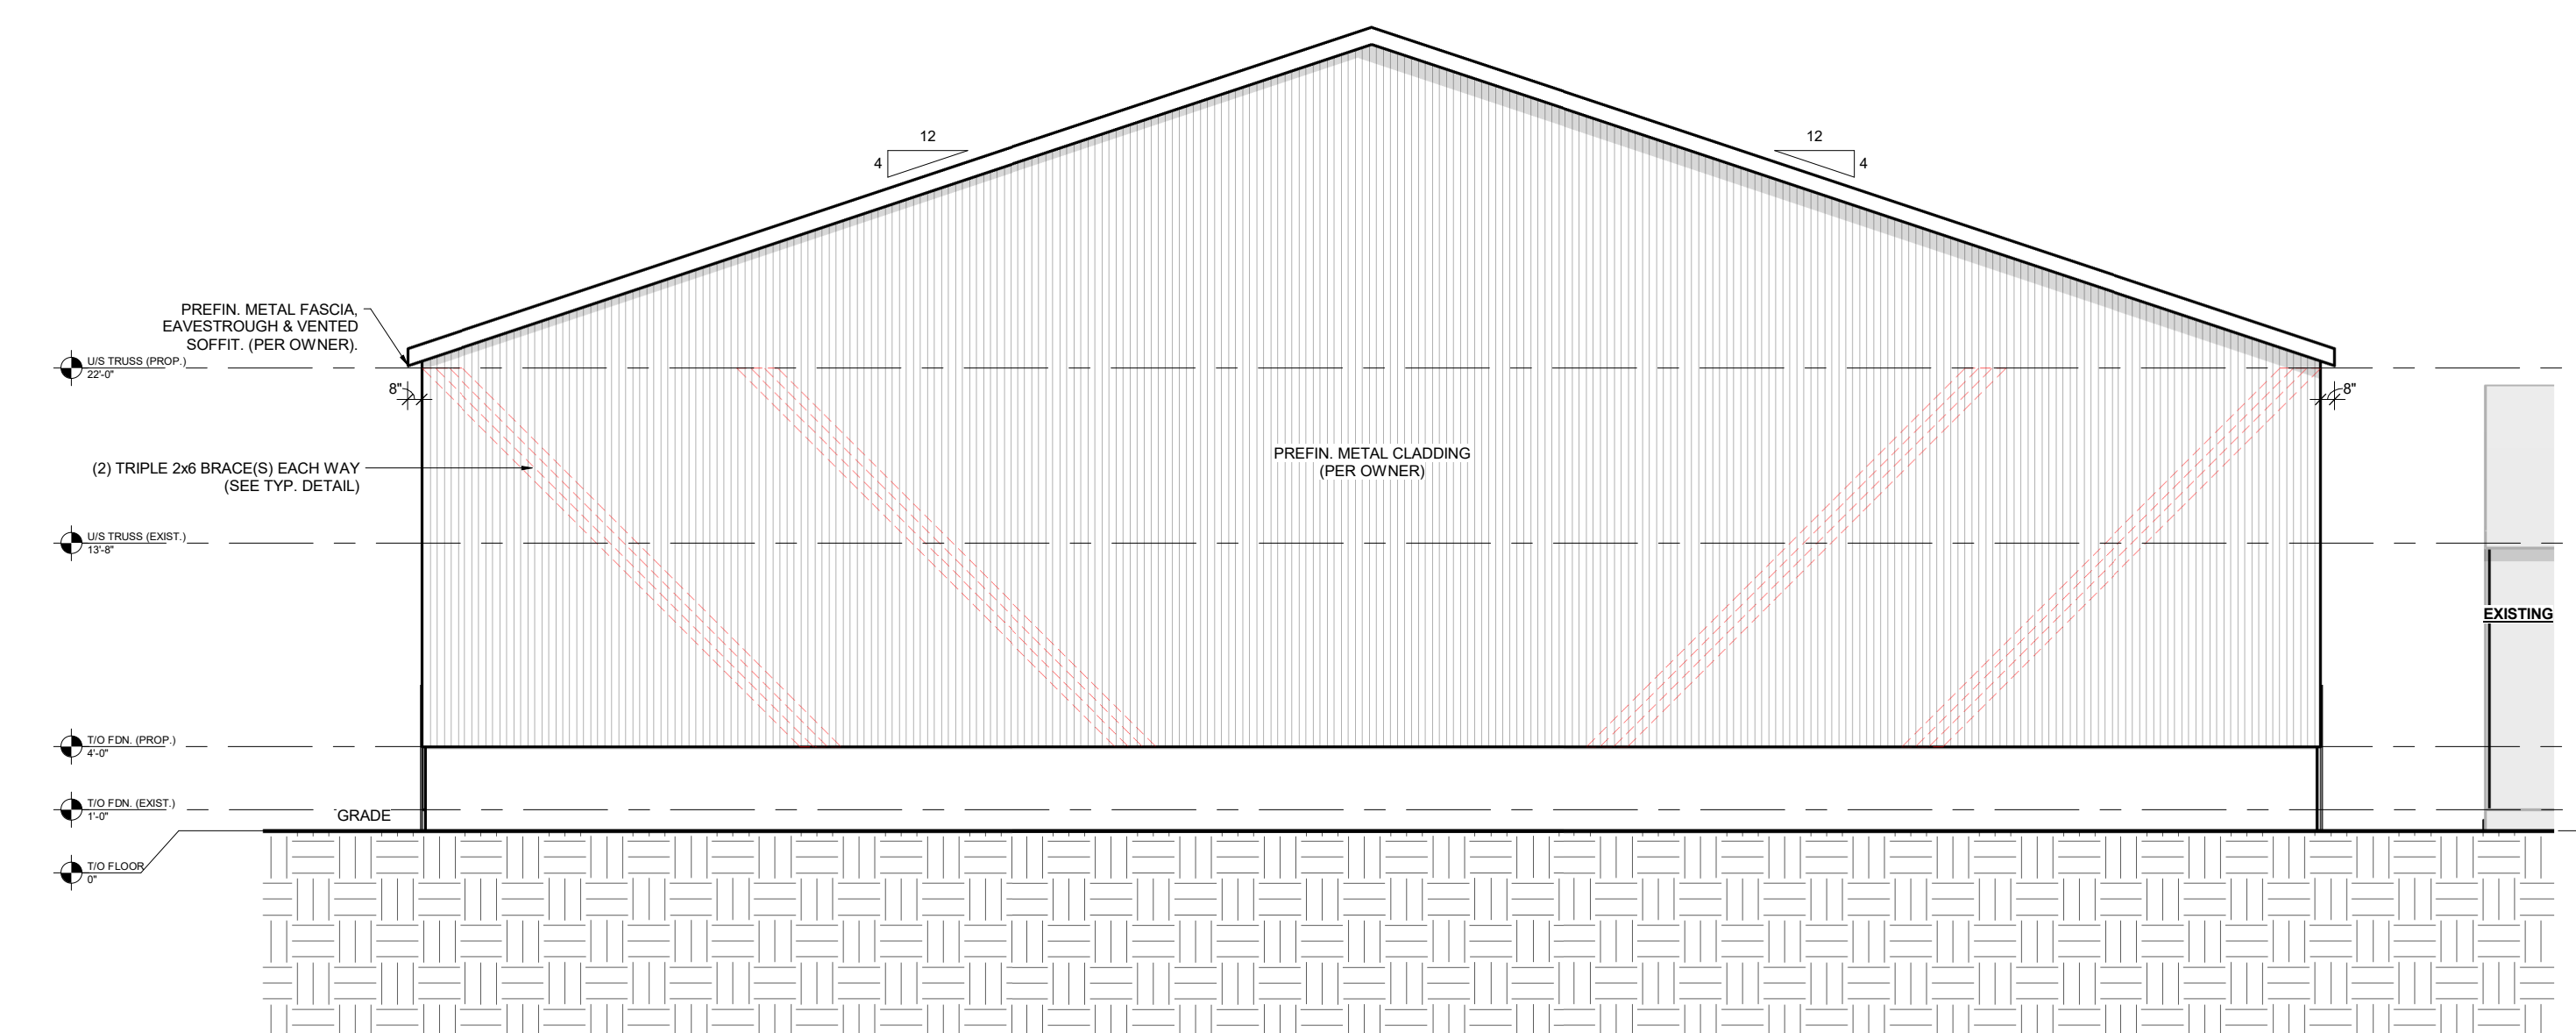 12
4
12
4
PREFIN. METAL FASCIA,
EAVESTROUGH & VENTED
SOFFIT. (PER OWNER).
U/S TRUSS (PROP.)
22'-0"
8"
8"
PREFIN. METAL CLADDING
(PER OWNER)
(2) TRIPLE 2x6 BRACE(S) EACH WAY
(SEE TYP. DETAIL)
U/S TRUSS (EXIST.)
13'-8"
EXISTING
T/O FDN. (PROP.)
4'-0"
T/O FDN. (EXIST.)
1'-0"
GRADE
T/O FLOOR
0"